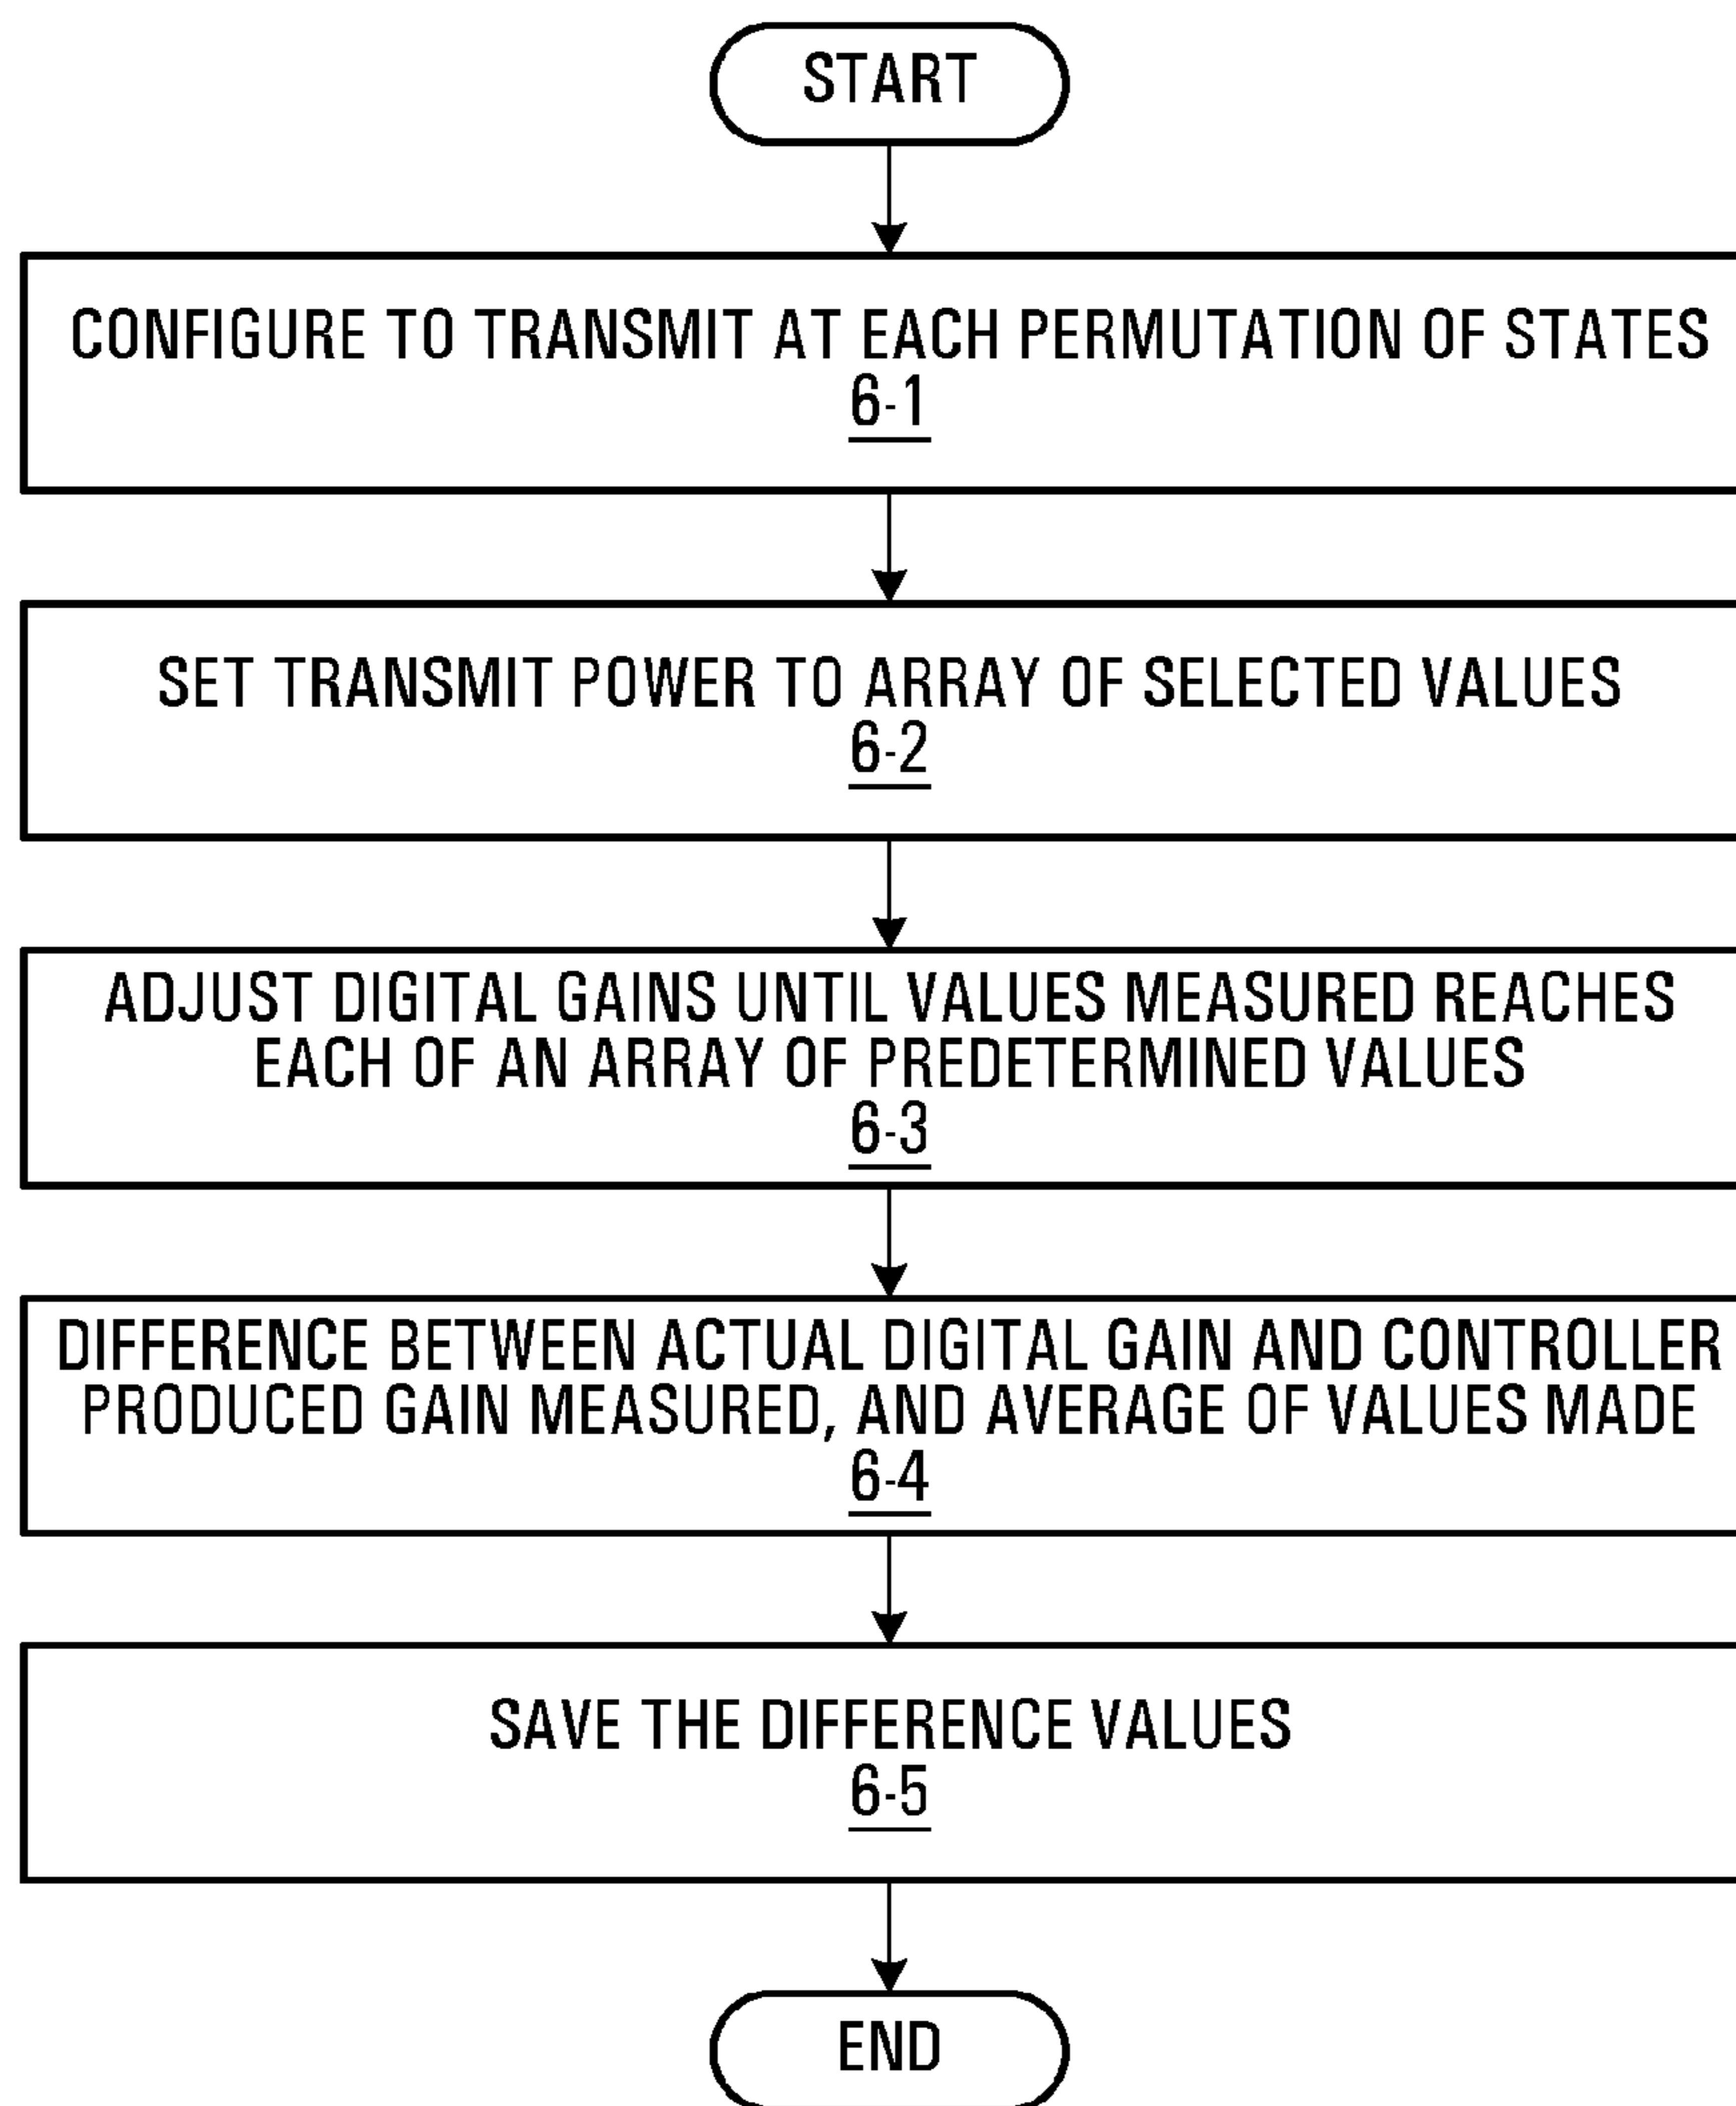 START
CONFIGURE TO TRANSMIT AT EACH PERMUTATION OF STATES
6-1
SET TRANSMIT POWER TO ARRAY OF SELECTED VALUES
6-2
ADJUST DIGITAL GAINS UNTIL VALUES MEASURED REACHES
EACH OF AN ARRAY OF PREDETERMINED VALUES
6-3
DIFFERENCE BETWEEN ACTUAL DIGITAL GAIN AND CONTROLLER
PRODUCED GAIN MEASURED, AND AVERAGE OF VALUES MADE
6-4
SAVE THE DIFFERENCE VALUES
6-5
END